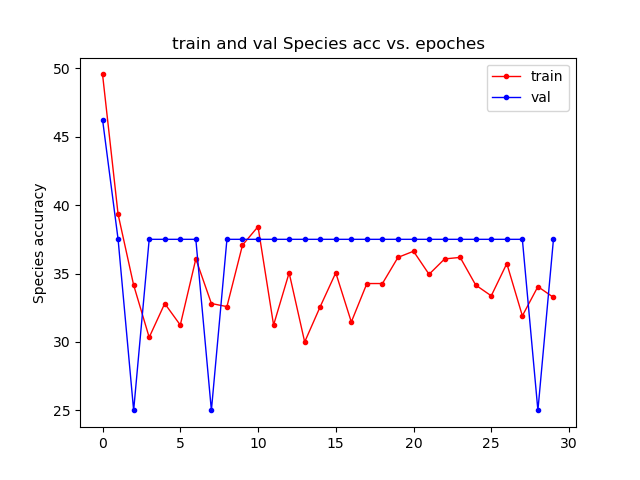 train and val Species acc vs. epoches
train
val
Species accuracy
50
45
40
35
30
25
0 5 10 15 20 25 30